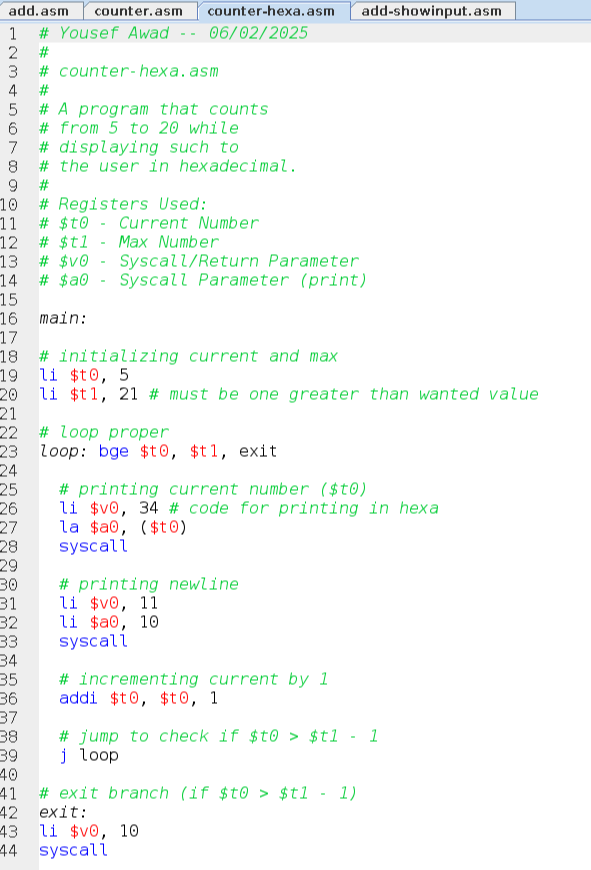 add.asm counter.asm counter-hexa.asm add-showinput.asm
1 # Yousef Awad -- 06/02/2025
2 #
3 # counter-hexa.asm
4 #
5 # A program that counts
6 # from 5 to 20 while
7 # displaying such to
8 # the user in hexadecimal.
9 #
10 # Registers Used:
11 # $t0 - Current Number
12 # $t1 - Max Number
13 # $v0 - Syscall/Return Parameter
14 # $a0 - Syscall Parameter (print)
15
16 main:
17
18 # initializing current and max
19 li $t0, 5
20 li $t1, 21 # must be one greater than wanted value
21
22 # loop proper
23 loop: bge $t0, $t1, exit
24
25 # printing current number ($t0)
26 li $v0, 34 # code for printing in hexa
27 la $a0, ($t0)
28 syscall
29
30 # printing newline
31 li $v0, 11
32 li $a0, 10
33 syscall
34
35 # incrementing current by 1
36 addi $t0, $t0, 1
37
38 # jump to check if $t0 > $t1 - 1
39 j loop
40
41 # exit branch (if $t0 > $t1 - 1)
42 exit:
43 li $v0, 10
44 syscall